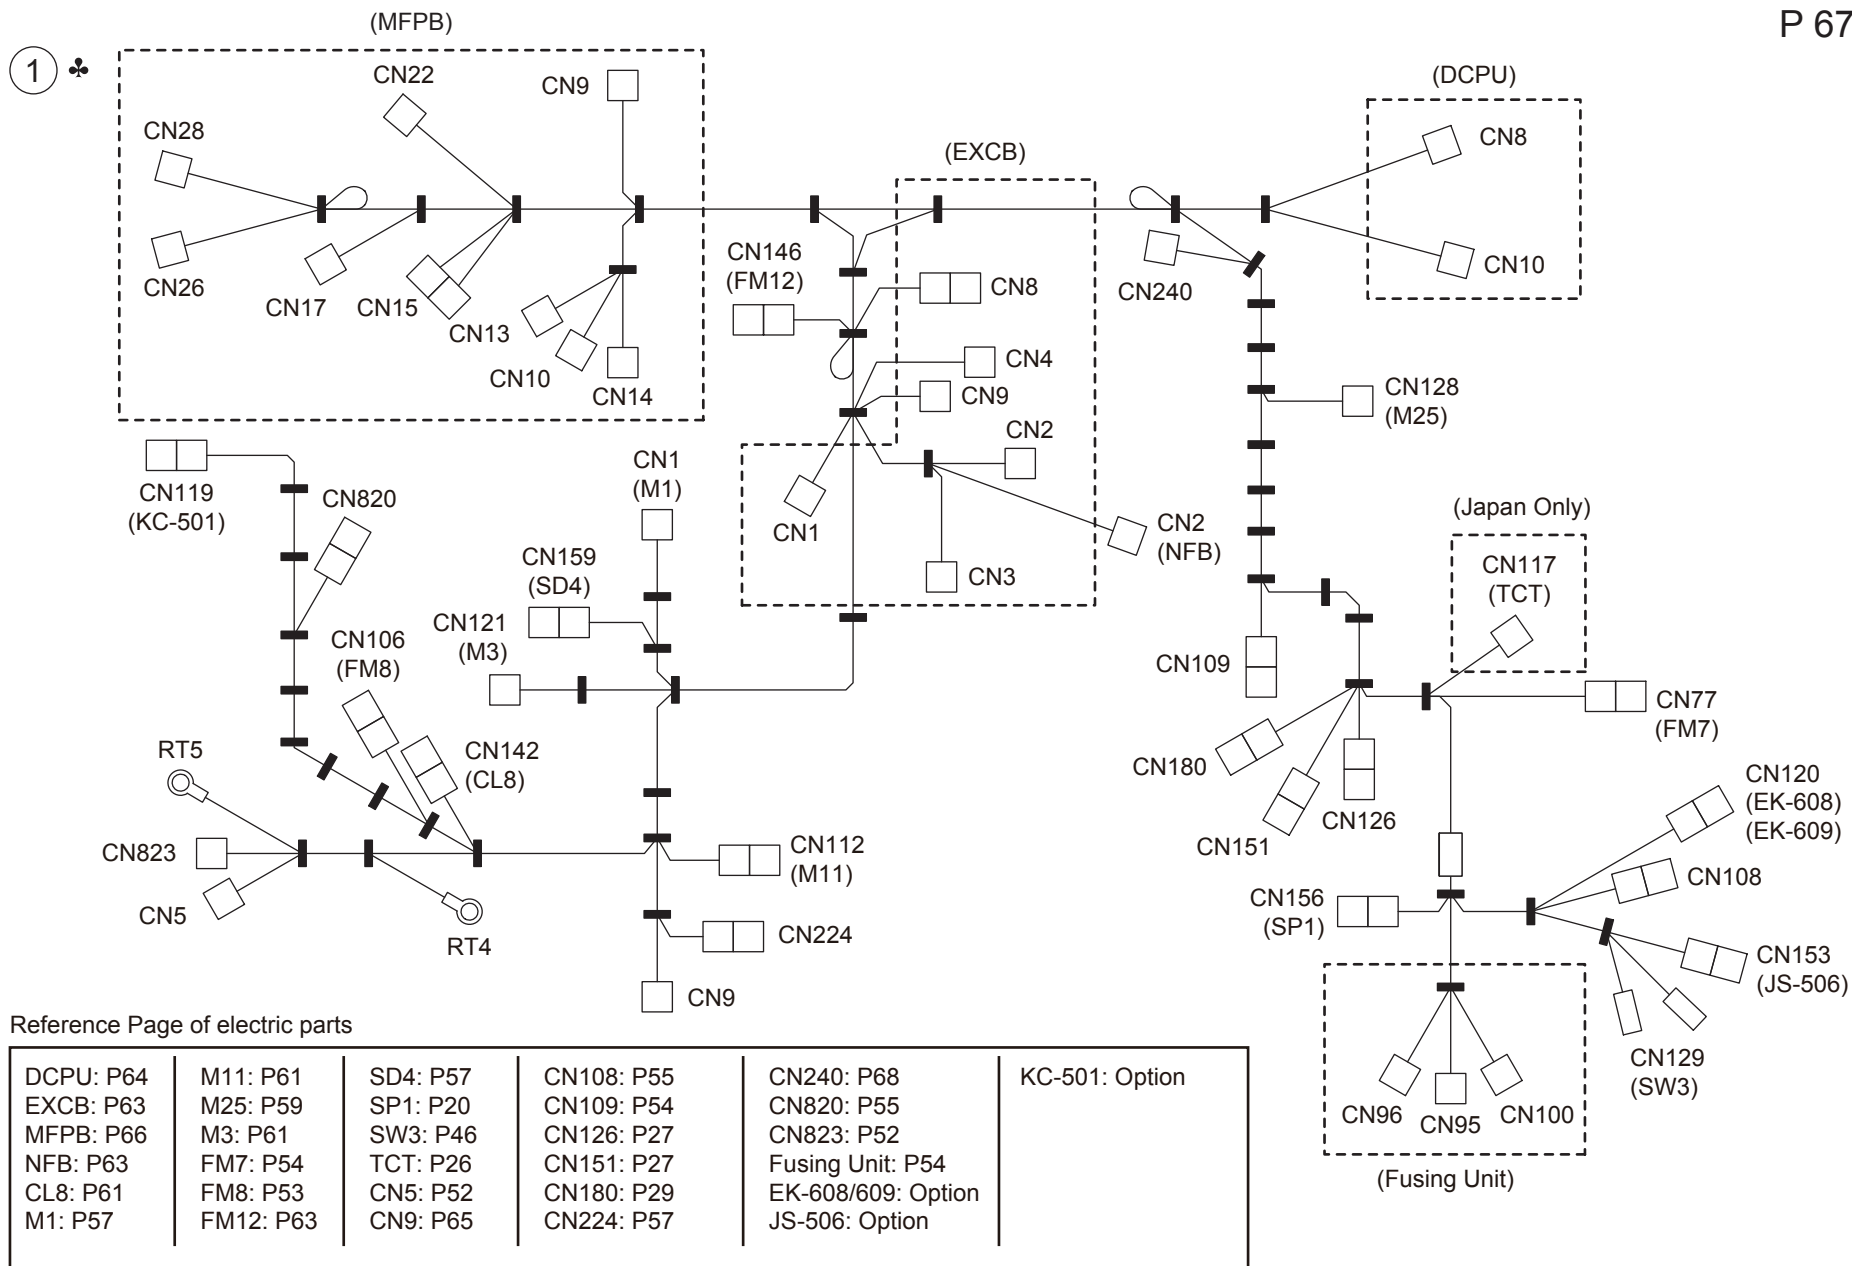 P 67
1 ♣
(MFPB)
CN22
CN9
CN28
CN26
CN17
CN15
CN13
CN10
CN14
(DCPU)
CN8
CN10
(EXCB)
CN146
(FM12)
CN8
CN4
CN9
CN2
CN1
CN3
CN2
(NFB)
CN240
CN128
(M25)
CN119
(KC-501)
CN820
CN1
(M1)
CN159
(SD4)
CN121
(M3)
CN106
(FM8)
CN142
(CL8)
RT5
CN823
CN5
RT4
CN112
(M11)
CN224
CN9
(Japan Only)
CN117
(TCT)
CN109
CN77
(FM7)
CN180
CN151
CN126
CN120
(EK-608)
(EK-609)
CN108
CN156
(SP1)
CN153
(JS-506)
CN129
(SW3)
CN96
CN95
CN100
(Fusing Unit)
Reference Page of electric parts
DCPU: P64
EXCB: P63
MFPB: P66
NFB: P63
CL8: P61
M1: P57
M11: P61
M25: P59
M3: P61
FM7: P54
FM8: P53
FM12: P63
SD4: P57
SP1: P20
SW3: P46
TCT: P26
CN5: P52
CN9: P65
CN108: P55
CN109: P54
CN126: P27
CN151: P27
CN180: P29
CN224: P57
CN240: P68
CN820: P55
CN823: P52
Fusing Unit: P54
EK-608/609: Option
JS-506: Option
KC-501: Option